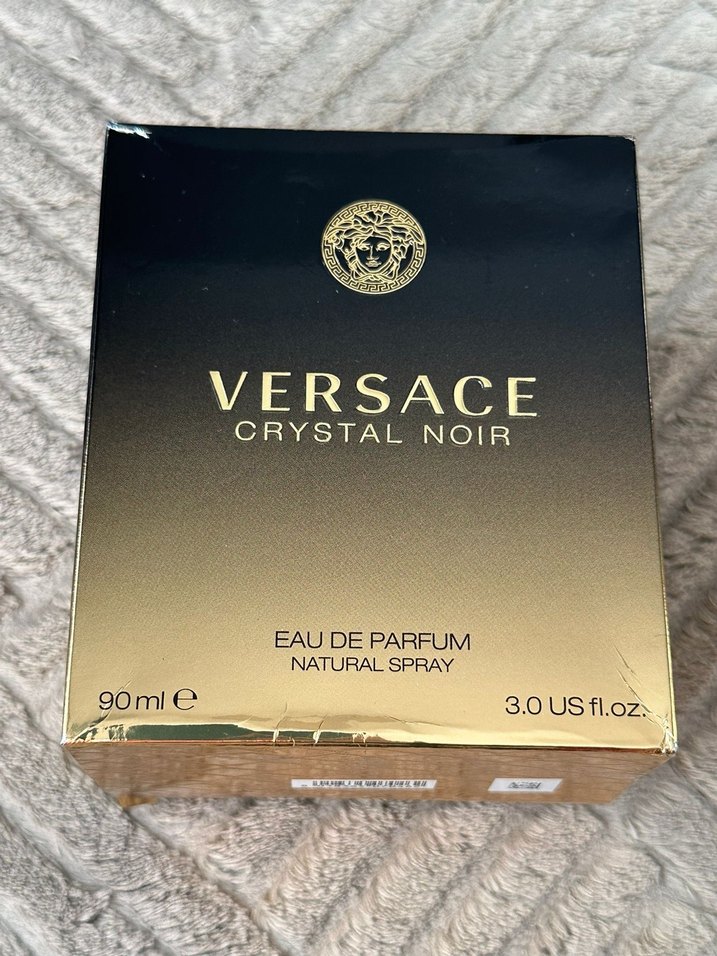 VERSACE
CRYSTAL NOIR
EAU DE PARFUM
NATURAL SPRAY
90 ml ℮
3.0 US fl.oz.